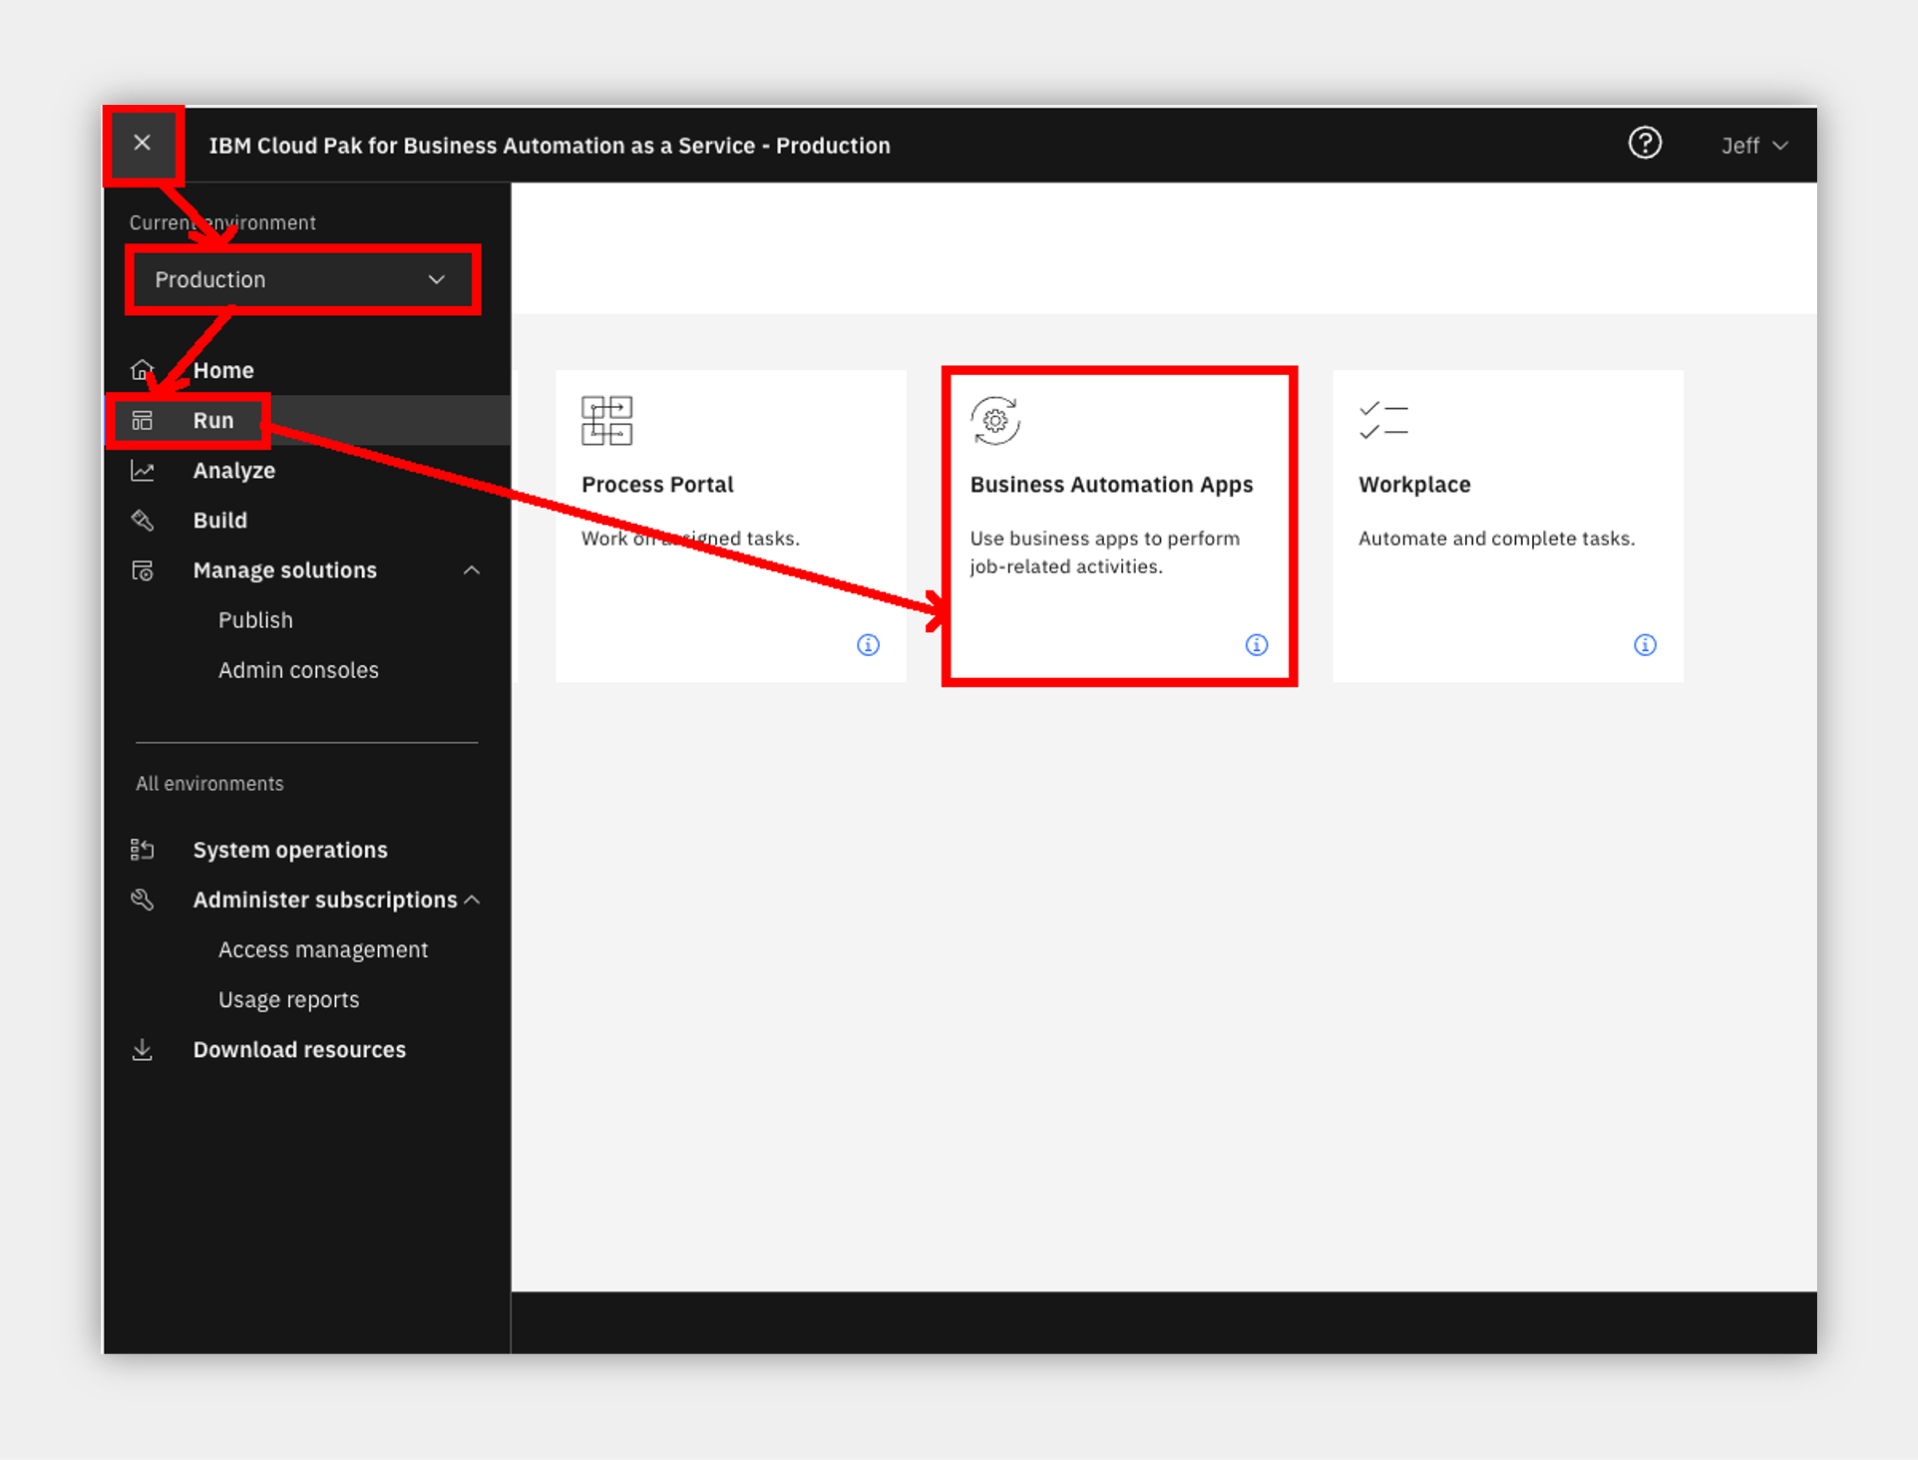 IBM Cloud Pak for Business Automation as a Service - Production
Jeff
Current environment
Production
Home
Run
Analyze
Build
Manage solutions
Publish
Admin consoles
All environments
System operations
Administer subscriptions
Access management
Usage reports
Download resources
Process Portal
Work on assigned tasks.
Business Automation Apps
Use business apps to perform
job-related activities.
Workplace
Automate and complete tasks.